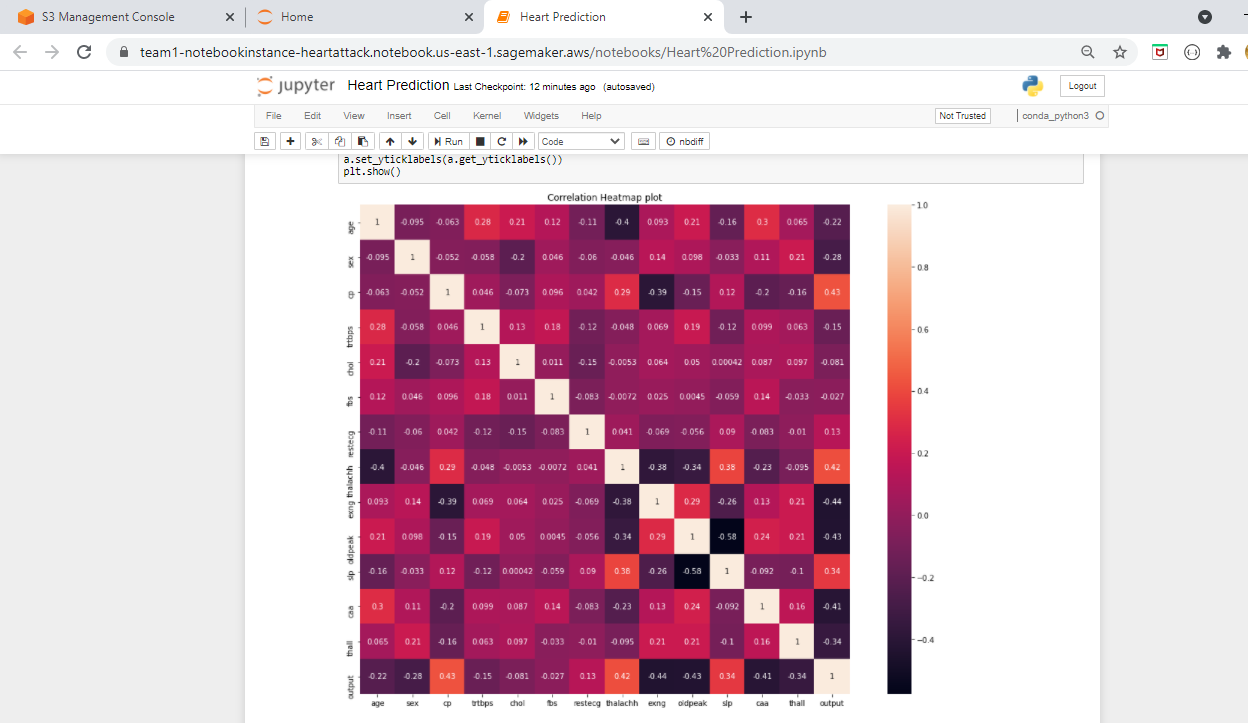 S3 Management Console
Home
Heart Prediction
team1-notebookinstance-heartattack.notebook.us-east-1.sagemaker.aws/notebooks/Heart%20Prediction.ipynb
jupyter Heart Prediction Last Checkpoint: 12 minutes ago (autosaved)
Logout
File Edit View Insert Cell Kernel Widgets Help
Not Trusted
conda_python3
Run Code nbdiff
a.set_yticklabels(a.get_yticklabels())
plt.show()
Correlation Heatmap plot
age 1 -0.095 -0.063 0.28 0.21 0.12 -0.11 -0.4 0.093 0.21 -0.16 0.3 0.065 -0.22
sex -0.095 1 -0.052 -0.058 -0.2 0.046 -0.06 -0.046 0.14 0.098 -0.033 0.11 0.21 -0.28
cp -0.063 -0.052 1 0.046 -0.073 0.096 0.042 0.29 -0.39 -0.15 0.12 -0.2 -0.16 0.43
trtbps 0.28 -0.058 0.046 1 0.13 0.18 -0.12 -0.048 0.069 0.19 -0.12 0.099 0.063 -0.15
chol 0.21 -0.2 -0.073 0.13 1 0.011 -0.15 -0.0053 0.064 0.05 0.00042 0.087 0.097 -0.081
fbs 0.12 0.046 0.096 0.18 0.011 1 -0.083 -0.0072 0.025 0.0045 -0.059 0.14 -0.033 -0.027
restecg -0.11 -0.06 0.042 -0.12 -0.15 -0.083 1 0.041 -0.069 -0.056 0.09 -0.083 -0.01 0.13
thalachh -0.4 -0.046 0.29 -0.048 -0.0053 -0.0072 0.041 1 -0.38 -0.34 0.38 -0.23 -0.095 0.42
exng 0.093 0.14 -0.39 0.069 0.064 0.025 -0.069 -0.38 1 0.29 -0.26 0.13 0.21 -0.44
oldpeak 0.21 0.098 -0.15 0.19 0.05 0.0045 -0.056 -0.34 0.29 1 -0.58 0.24 0.21 -0.43
slp -0.16 -0.033 0.12 -0.12 0.00042 -0.059 0.09 0.38 -0.26 -0.58 1 -0.092 -0.1 0.34
caa 0.3 0.11 -0.2 0.099 0.087 0.14 -0.083 -0.23 0.13 0.24 -0.092 1 0.16 -0.41
thall 0.065 0.21 -0.16 0.063 0.097 -0.033 -0.01 -0.095 0.21 0.21 -0.1 0.16 1 -0.34
output -0.22 -0.28 0.43 -0.15 -0.081 -0.027 0.13 0.42 -0.44 -0.43 0.34 -0.41 -0.34 1
age sex cp trtbps chol fbs restecg thalachh exng oldpeak slp caa thall output
1.0
0.8
0.6
0.4
0.2
0.0
-0.2
-0.4